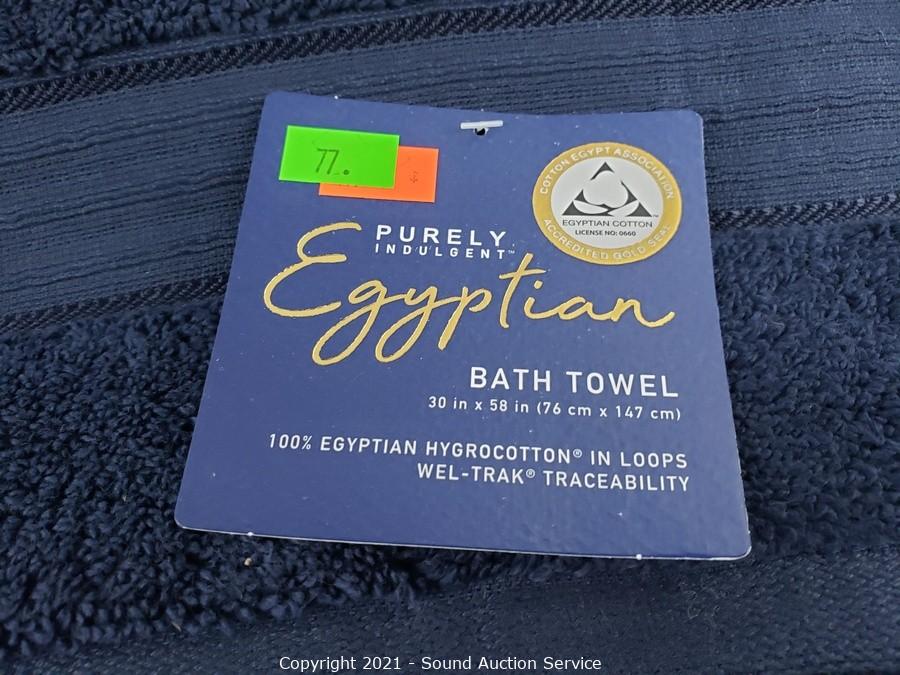 77.
COTTON EGYPT ASSOCIATION
EGYPTIAN COTTON™
LICENSE NO: 0660
ACCREDITED GOLD SEAL
PURELY
INDULGENT™
Egyptian
BATH TOWEL
30 in x 58 in (76 cm x 147 cm)
100% EGYPTIAN HYGROCOTTON® IN LOOPS
WEL-TRAK® TRACEABILITY
Copyright 2021 - Sound Auction Service